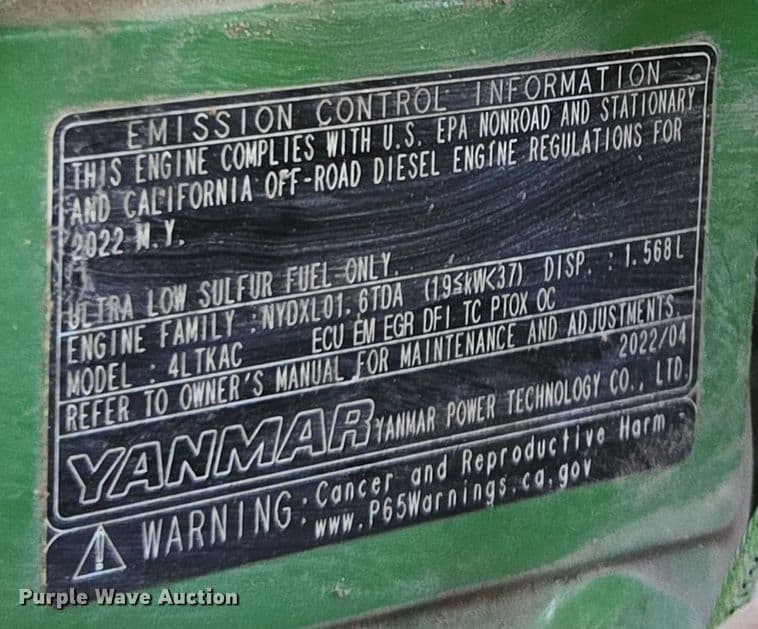 EMISSION CONTROL INFORMATION
THIS ENGINE COMPLIES WITH U.S. EPA NONROAD AND STATIONARY
AND CALIFORNIA OFF-ROAD DIESEL ENGINE REGULATIONS FOR
2022 M.Y.
ULTRA LOW SULFUR FUEL ONLY.
ENGINE FAMILY : NYDXL01.6TDA (19≤kW<37) DISP. : 1.568L
MODEL : 4LTKAC ECU EM EGR DFI TC PTOX OC
REFER TO OWNER'S MANUAL FOR MAINTENANCE AND ADJUSTMENTS.
2022/04
YANMAR YANMAR POWER TECHNOLOGY CO., LTD.
WARNING: Cancer and Reproductive Harm -
www.P65Warnings.ca.gov
Purple Wave Auction